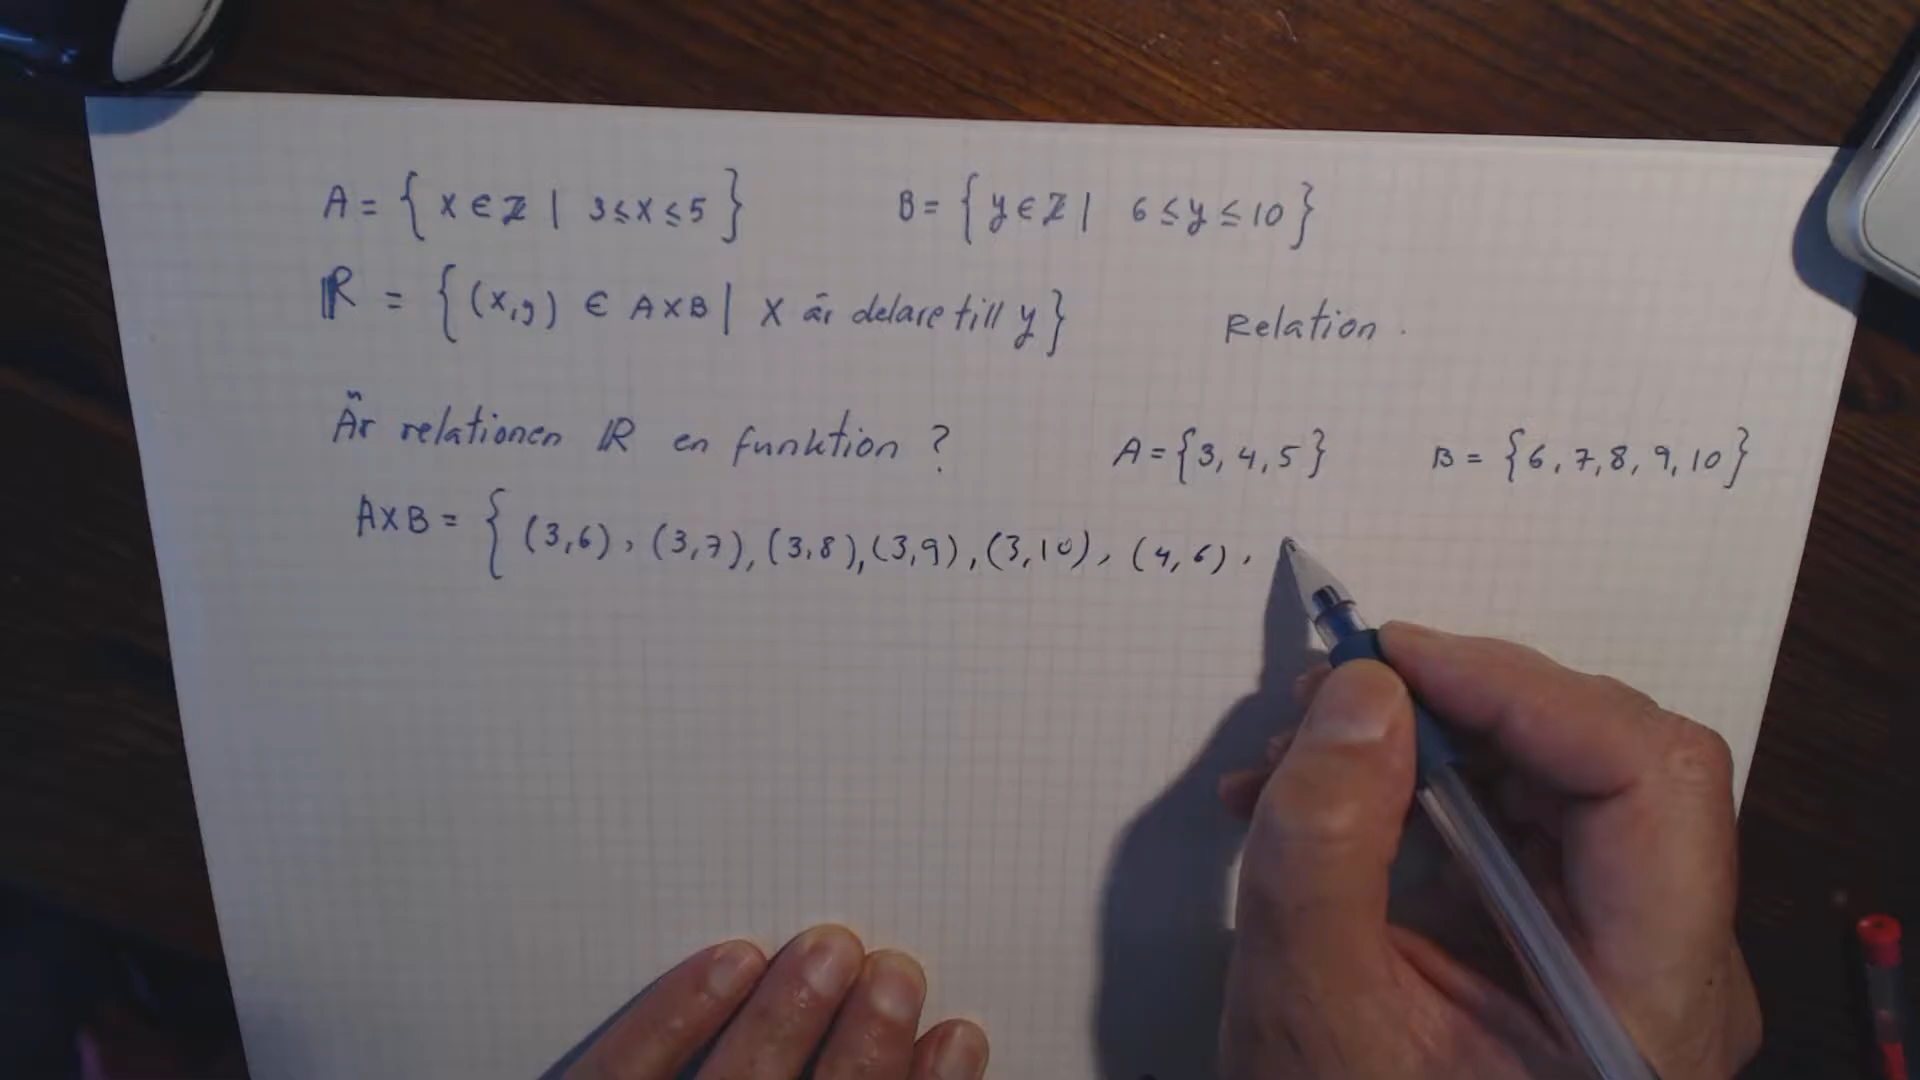 A = { x ∈ ℤ | 3 ≤ x ≤ 5 } B = { y ∈ ℤ | 6 ≤ y ≤ 10 }
ℝ = { (x,y) ∈ A×B | x är delare till y } Relation .
Är relationen ℝ en funktion ? A = {3, 4, 5 } B = {6, 7, 8, 9, 10 }
A×B = { (3,6), (3,7), (3,8), (3,9), (3,10), (4,6),